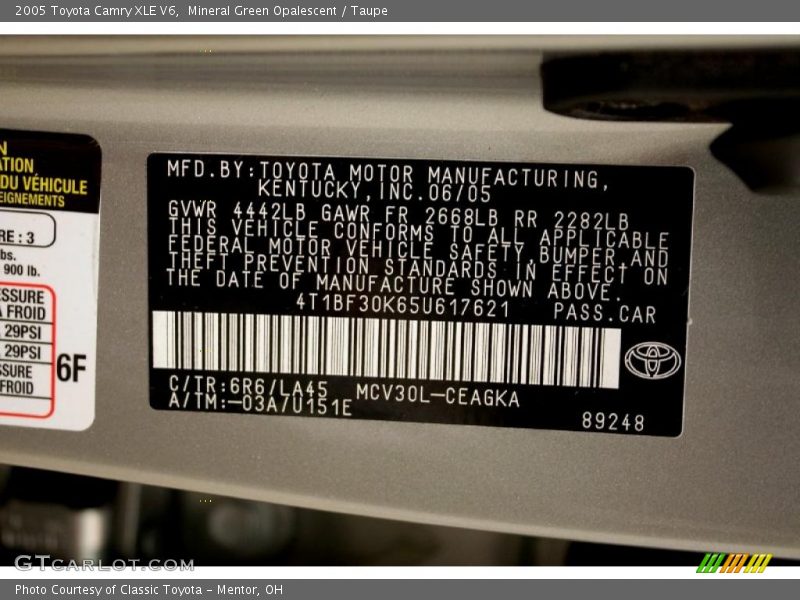 2005 Toyota Camry XLE V6, Mineral Green Opalescent / Taupe
MFD.BY:TOYOTA MOTOR MANUFACTURING,
KENTUCKY,INC.06/05
GVWR 4442LB GAWR FR 2668LB RR 2282LB
THIS VEHICLE CONFORMS TO ALL APPLICABLE
FEDERAL MOTOR VEHICLE SAFETY,BUMPER,AND
THEFT PREVENTION STANDARDS IN EFFECT ON
THE DATE OF MANUFACTURE SHOWN ABOVE.
4T1BF30K65U617621 PASS.CAR
C/TR:6R6/LA45 MCV30L-CEAGKA
A/TM:-03A/U151E
89248
N
ATION
DU VÉHICULE
EIGNEMENTS
RE : 3
bs.
900 lb.
ESSURE
À FROID
29PSI
29PSI
SSURE
FROID
6F
GTCARLOT.COM
Photo Courtesy of Classic Toyota - Mentor, OH